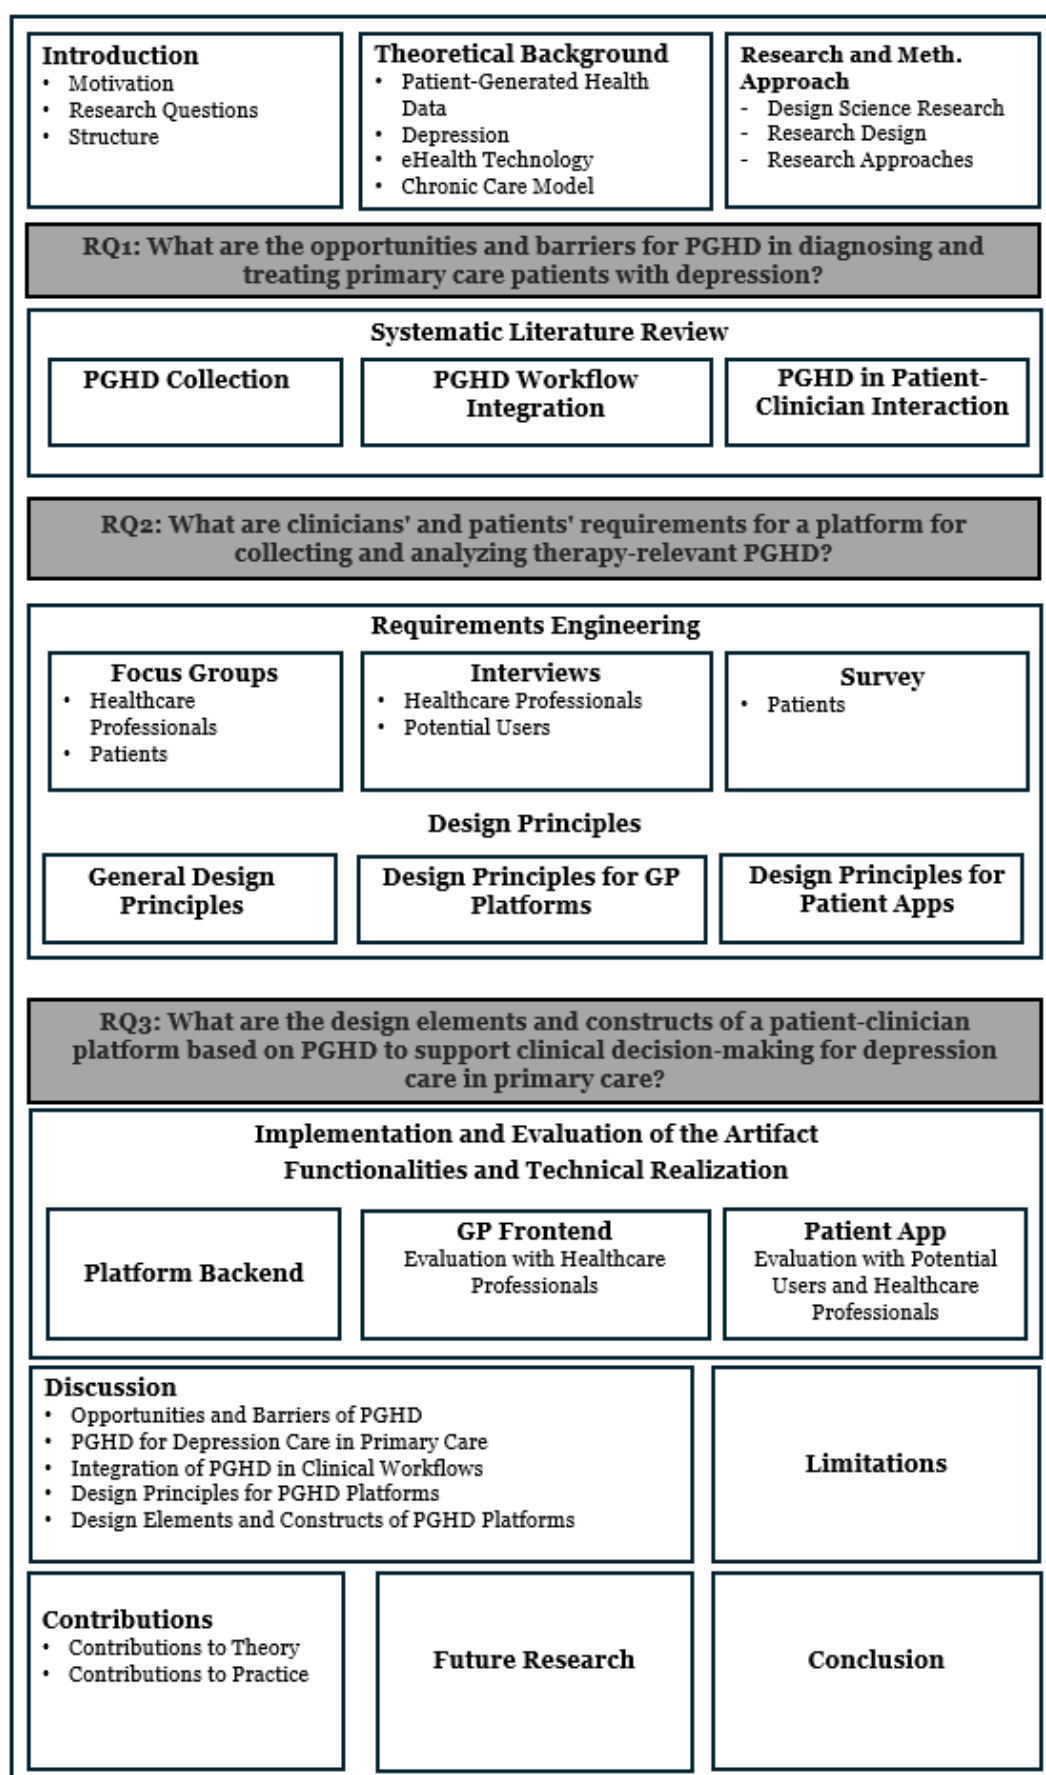 Introduction
• Motivation
• Research Questions
• Structure
Theoretical Background
• Patient-Generated Health
Data
• Depression
• eHealth Technology
• Chronic Care Model
Research and Meth.
Approach
- Design Science Research
- Research Design
- Research Approaches
RQ1: What are the opportunities and barriers for PGHD in diagnosing and
treating primary care patients with depression?
Systematic Literature Review
PGHD Collection
PGHD Workflow
Integration
PGHD in Patient-
Clinician Interaction
RQ2: What are clinicians' and patients' requirements for a platform for
collecting and analyzing therapy-relevant PGHD?
Requirements Engineering
Focus Groups
• Healthcare
Professionals
• Patients
Interviews
• Healthcare Professionals
• Potential Users
Survey
• Patients
Design Principles
General Design
Principles
Design Principles for GP
Platforms
Design Principles for
Patient Apps
RQ3: What are the design elements and constructs of a patient-clinician
platform based on PGHD to support clinical decision-making for depression
care in primary care?
Implementation and Evaluation of the Artifact
Functionalities and Technical Realization
Platform Backend
GP Frontend
Evaluation with Healthcare
Professionals
Patient App
Evaluation with Potential
Users and Healthcare
Professionals
Discussion
• Opportunities and Barriers of PGHD
• PGHD for Depression Care in Primary Care
• Integration of PGHD in Clinical Workflows
• Design Principles for PGHD Platforms
• Design Elements and Constructs of PGHD Platforms
Limitations
Contributions
• Contributions to Theory
• Contributions to Practice
Future Research
Conclusion